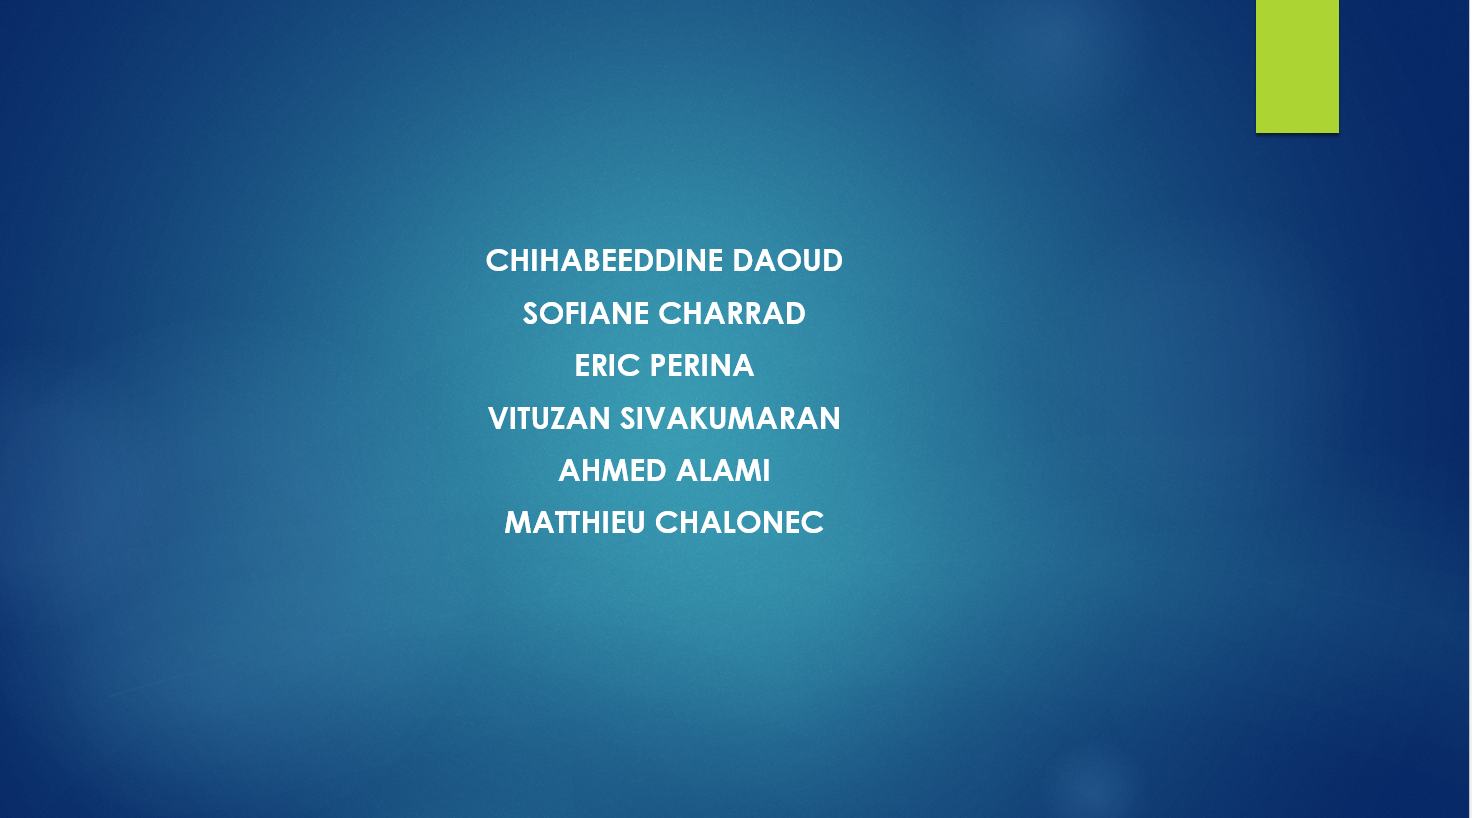 CHIHABEEDDINE DAOUD
SOFIANE CHARRAD
ERIC PERINA
VITUZAN SIVAKUMARAN
AHMED ALAMI
MATTHIEU CHALONEC